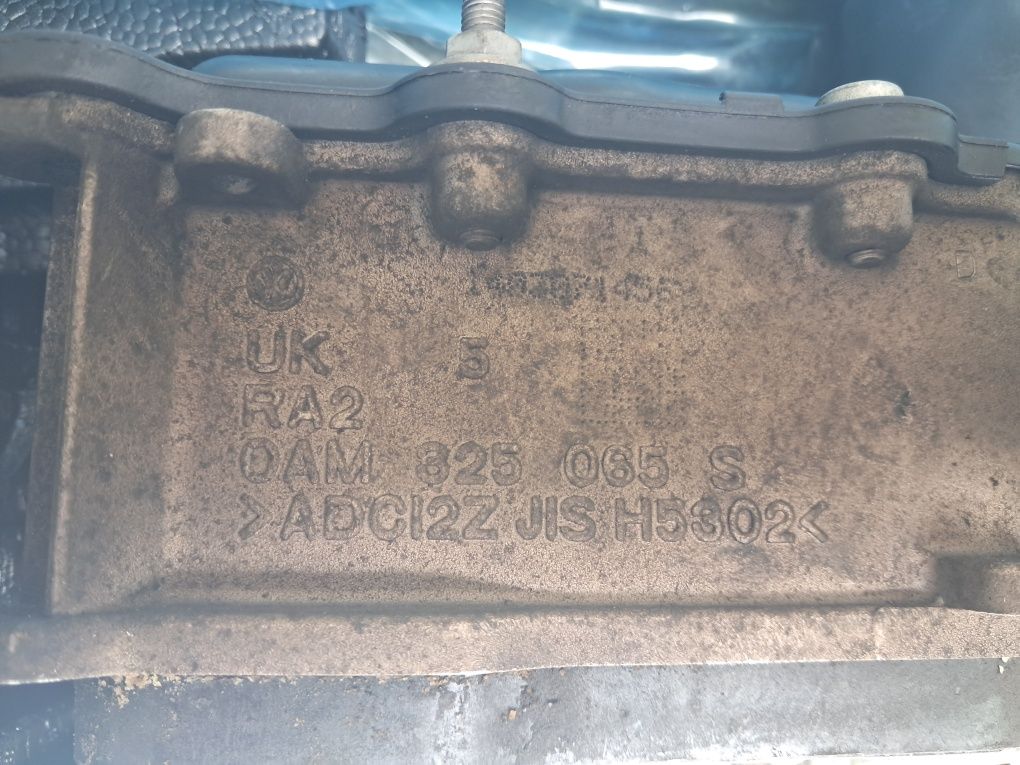 UK 5
RA2
0AM 325 065 S
>ADC12Z JIS H5302<
D